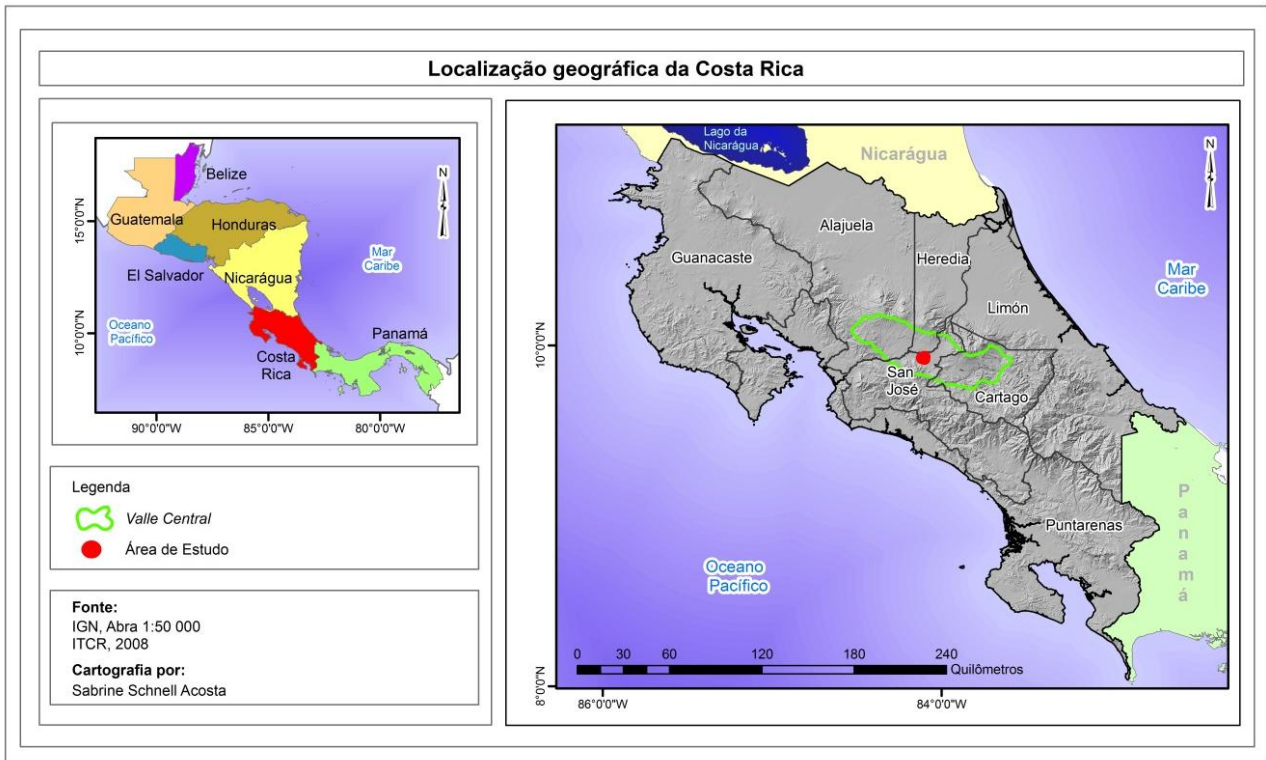 Localização geográfica da Costa Rica
N
Belize
Guatemala
Honduras
El Salvador
Nicarágua
Mar
Caribe
Oceano
Pacífico
Costa
Rica
Panamá
15°0'0"N
10°0'0"N
90°0'0"W
85°0'0"W
80°0'0"W
Legenda
Valle Central
Área de Estudo
Fonte:
IGN, Abra 1:50 000
ITCR, 2008
Cartografia por:
Sabrine Schnell Acosta
Lago da
Nicarágua
Nicarágua
N
Alajuela
Guanacaste
Heredia
Limón
Mar
Caribe
San
José
Cartago
Puntarenas
Panamá
Oceano
Pacífico
0 30 60 120 180 240
Quilômetros
10°0'0"N
8°0'0"N
86°0'0"W
84°0'0"W